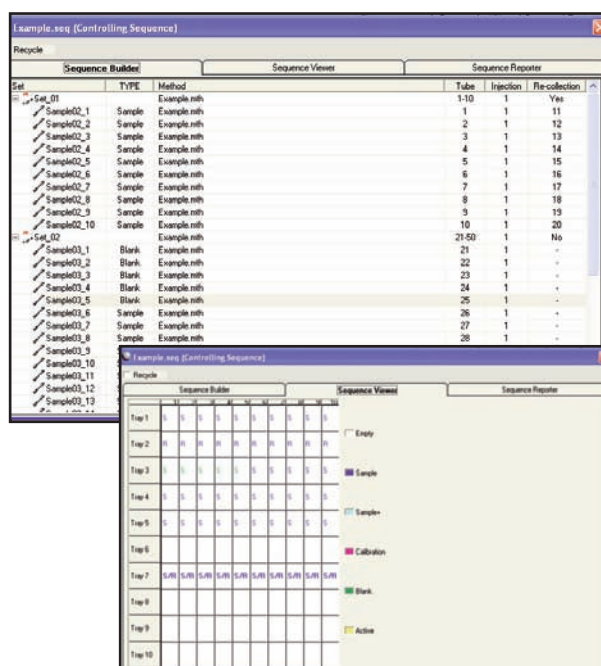 Example.seq (Controlling Sequence)
Recycle
Sequence Builder Sequence Viewer Sequence Reporter
Set TYPE Method Tube Injection Re-collection
Set_01 Example.mth 1-10 1 Yes
Sample02_1 Sample Example.mth 1 1 11
Sample02_2 Sample Example.mth 2 1 12
Sample02_3 Sample Example.mth 3 1 13
Sample02_4 Sample Example.mth 4 1 14
Sample02_5 Sample Example.mth 5 1 15
Sample02_6 Sample Example.mth 6 1 16
Sample02_7 Sample Example.mth 7 1 17
Sample02_8 Sample Example.mth 8 1 18
Sample02_9 Sample Example.mth 9 1 19
Sample02_10 Sample Example.mth 10 1 20
Set_02 Example.mth 21-50 1 No
Sample03_1 Blank Example.mth 21 1 -
Sample03_2 Blank Example.mth 22 1 -
Sample03_3 Blank Example.mth 23 1 -
Sample03_4 Blank Example.mth 24 1 -
Sample03_5 Blank Example.mth 25 1 -
Sample03_6 Sample Example.mth 26 1 -
Sample03_7 Sample Example.mth 27 1 -
Sample03_8 Sample Example.mth 28 1 -
Sample03_9
Sample03_10
Sample03_11
Sample03_12
Sample03_13
Example.seq (Controlling Sequence)
Recycle
Sequence Builder Sequence Viewer Sequence Reporter
Tray 1 S S S S S S S S S S
Tray 2 R R R R R R R R R R
Tray 3 S S S S S S S S S S
Tray 4 S S S S S S S S S S
Tray 5 S S S S S S S S S S
Tray 6
Tray 7 S/R S/R S/R S/R S/R S/R S/R S/R S/R S/R
Tray 8
Tray 9
Tray 10
Empty
Sample
Sample+
Calibration
Blank
Active